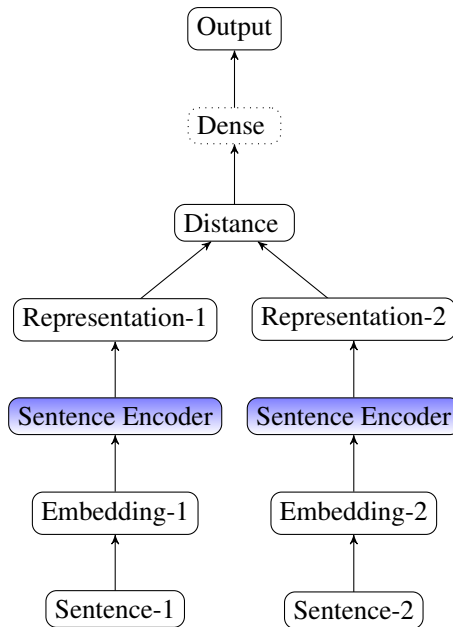 Output
Dense
Distance
Representation-1
Representation-2
Sentence Encoder
Sentence Encoder
Embedding-1
Embedding-2
Sentence-1
Sentence-2